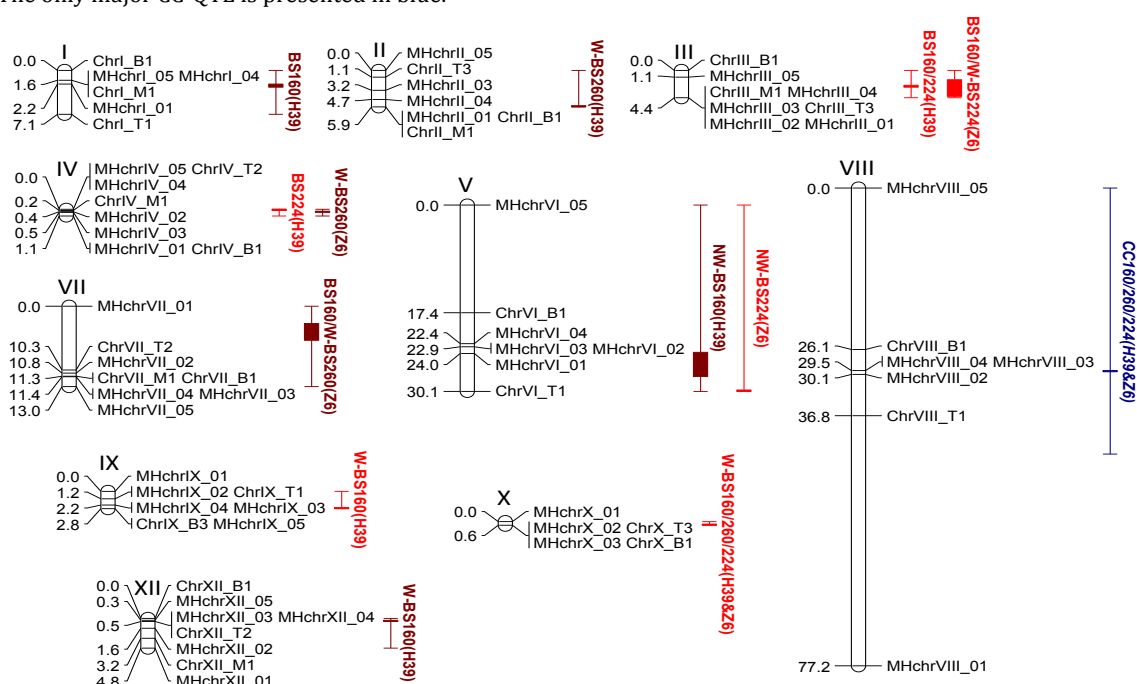 The only major CC-QTL is presented in blue.
I
0.0 ChrI_B1
MHchrI_05 MHchrI_04
1.6 ChrI_M1
2.2 MHchrI_01
7.1 ChrI_T1
BS160(H39)
II
0.0 MHchrII_05
1.1 ChrII_T3
3.2 MHchrII_03
4.7 MHchrII_04
MHchrII_01 ChrII_B1
5.9 ChrII_M1
W-BS260(H39)
III
0.0 ChrIII_B1
1.1 MHchrIII_05
ChrIII_M1 MHchrIII_04
4.4 MHchrIII_03 ChrIII_T3
MHchrIII_02 MHchrIII_01
BS160/224(H39)
BS160/W-BS224(Z6)
IV
0.0 MHchrIV_05 ChrIV_T2
MHchrIV_04
0.2 ChrIV_M1
0.4 MHchrIV_02
0.5 MHchrIV_03
1.1 MHchrIV_01 ChrIV_B1
BS224(H39)
W-BS260(Z6)
V
0.0 MHchrVI_05
17.4 ChrVI_B1
22.4 MHchrVI_04
22.9 MHchrVI_03 MHchrVI_02
24.0 MHchrVI_01
30.1 ChrVI_T1
NW-BS160(H39)
NW-BS224(Z6)
VIII
0.0 MHchrVIII_05
26.1 ChrVIII_B1
29.5 MHchrVIII_04 MHchrVIII_03
30.1 MHchrVIII_02
36.8 ChrVIII_T1
77.2 MHchrVIII_01
CC160/260/224(H39&Z6)
VII
0.0 MHchrVII_01
10.3 ChrVII_T2
10.8 MHchrVII_02
11.3 ChrVII_M1 ChrVII_B1
11.4 MHchrVII_04 MHchrVII_03
13.0 MHchrVII_05
BS160/W-BS260(Z6)
IX
0.0 MHchrIX_01
1.2 MHchrIX_02 ChrIX_T1
2.2 MHchrIX_04 MHchrIX_03
2.8 ChrIX_B3 MHchrIX_05
W-BS160(H39)
X
0.0 MHchrX_01
MHchrX_02 ChrX_T3
0.6 MHchrX_03 ChrX_B1
W-BS160/260/224(H39&Z6)
XII
0.0 ChrXII_B1
0.3 MHchrXII_05
MHchrXII_03 MHchrXII_04
0.5 ChrXII_T2
1.6 MHchrXII_02
3.2 ChrXII_M1
4.8 MHchrXII_01
W-BS160(H39)